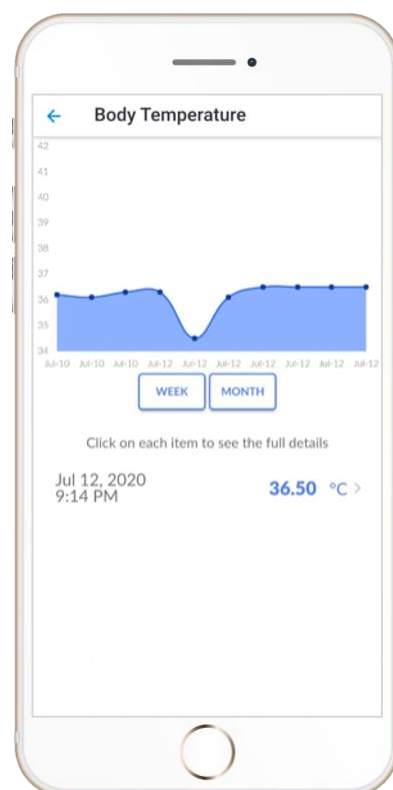 Body Temperature
42
41
40
39
38
37
36
35
34
Jul-10 Jul-10 Jul-10 Jul-12 Jul-12 Jul-12 Jul-12 Jul-12 Jul-12 Jul-12
WEEK MONTH
Click on each item to see the full details
Jul 12, 2020
9:14 PM
36.50 °C